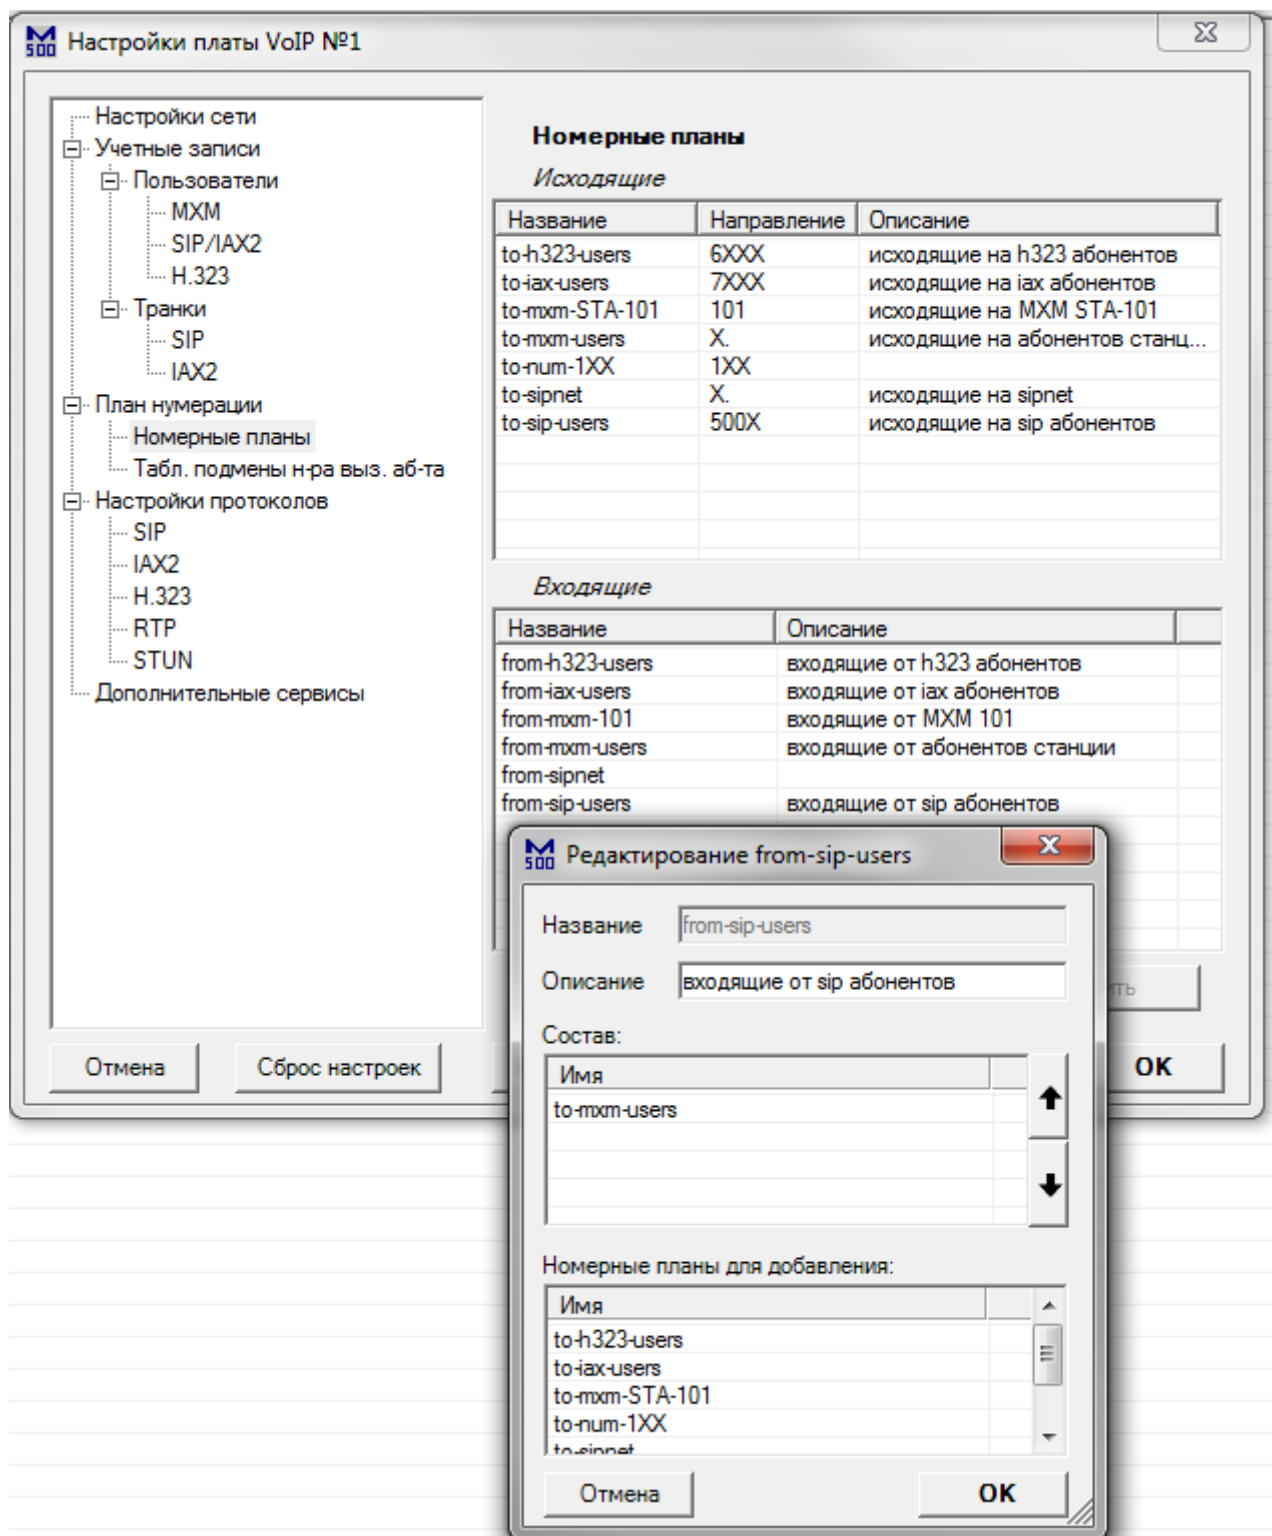 M 500 Настройки платы VoIP №1
Настройки сети
Учетные записи
Пользователи
MXM
SIP/IAX2
H.323
Транки
SIP
IAX2
План нумерации
Номерные планы
Табл. подмены н-ра выз. аб-та
Настройки протоколов
SIP
IAX2
H.323
RTP
STUN
Дополнительные сервисы
Номерные планы
Исходящие
Название Направление Описание
to-h323-users 6XXX исходящие на h323 абонентов
to-iax-users 7XXX исходящие на iax абонентов
to-mxm-STA-101 101 исходящие на MXM STA-101
to-mxm-users X. исходящие на абонентов станц...
to-num-1XX 1XX
to-sipnet X. исходящие на sipnet
to-sip-users 500X исходящие на sip абонентов
Входящие
Название Описание
from-h323-users входящие от h323 абонентов
from-iax-users входящие от iax абонентов
from-mxm-101 входящие от MXM 101
from-mxm-users входящие от абонентов станции
from-sipnet
from-sip-users входящие от sip абонентов
Отмена Сброс настроек OK
M 500 Редактирование from-sip-users
Название from-sip-users
Описание входящие от sip абонентов
Состав:
Имя
to-mxm-users
Номерные планы для добавления:
Имя
to-h323-users
to-iax-users
to-mxm-STA-101
to-num-1XX
to-sipnet
Отмена OK